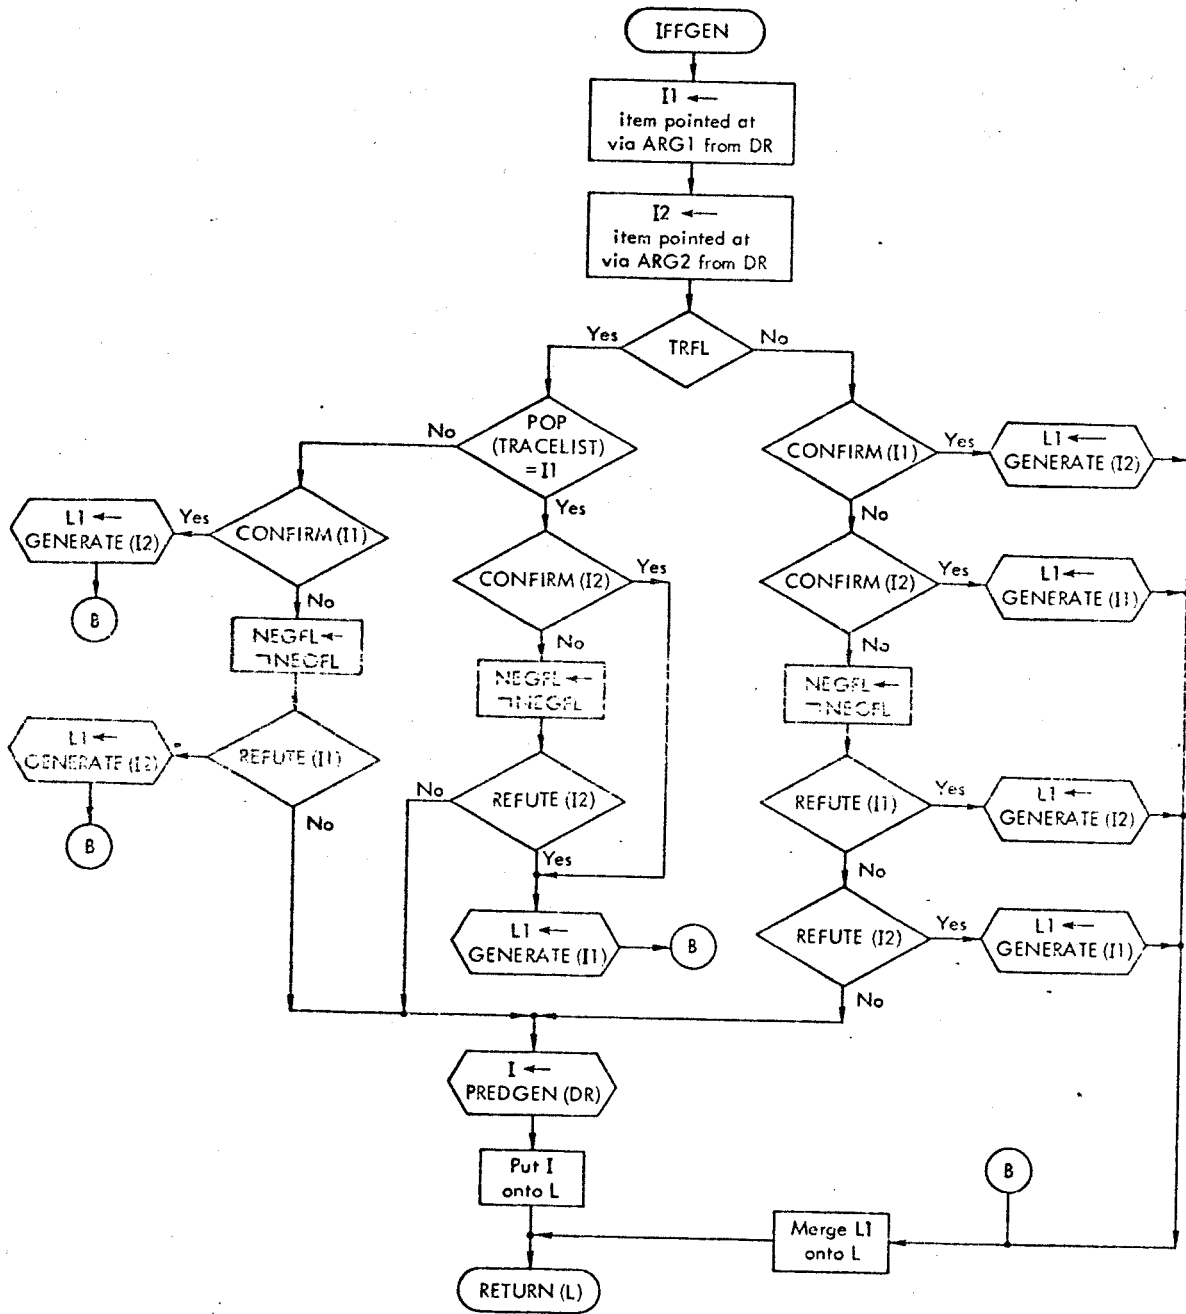 IFFGEN
I1 ←
item pointed at
via ARG1 from DR
I2 ←
item pointed at
via ARG2 from DR
TRFL
Yes
No
POP
(TRACELIST)
= I1
No
Yes
CONFIRM (I1)
Yes
No
L1 ←
GENERATE (I2)
CONFIRM (I1)
Yes
No
L1 ←
GENERATE (I2)
B
CONFIRM (I2)
Yes
No
CONFIRM (I2)
Yes
No
L1 ←
GENERATE (I1)
NEGFL ←
¬NEGFL
NEGFL ←
¬NEGFL
NEGFL ←
¬NEGFL
L1 ←
GENERATE (I2)
B
REFUTE (I1)
No
REFUTE (I2)
No
Yes
REFUTE (I1)
Yes
No
L1 ←
GENERATE (I2)
L1 ←
GENERATE (I1)
B
REFUTE (I2)
Yes
No
L1 ←
GENERATE (I1)
I ←
PREDGEN (DR)
Put I
onto L
B
Merge L1
onto L
RETURN (L)